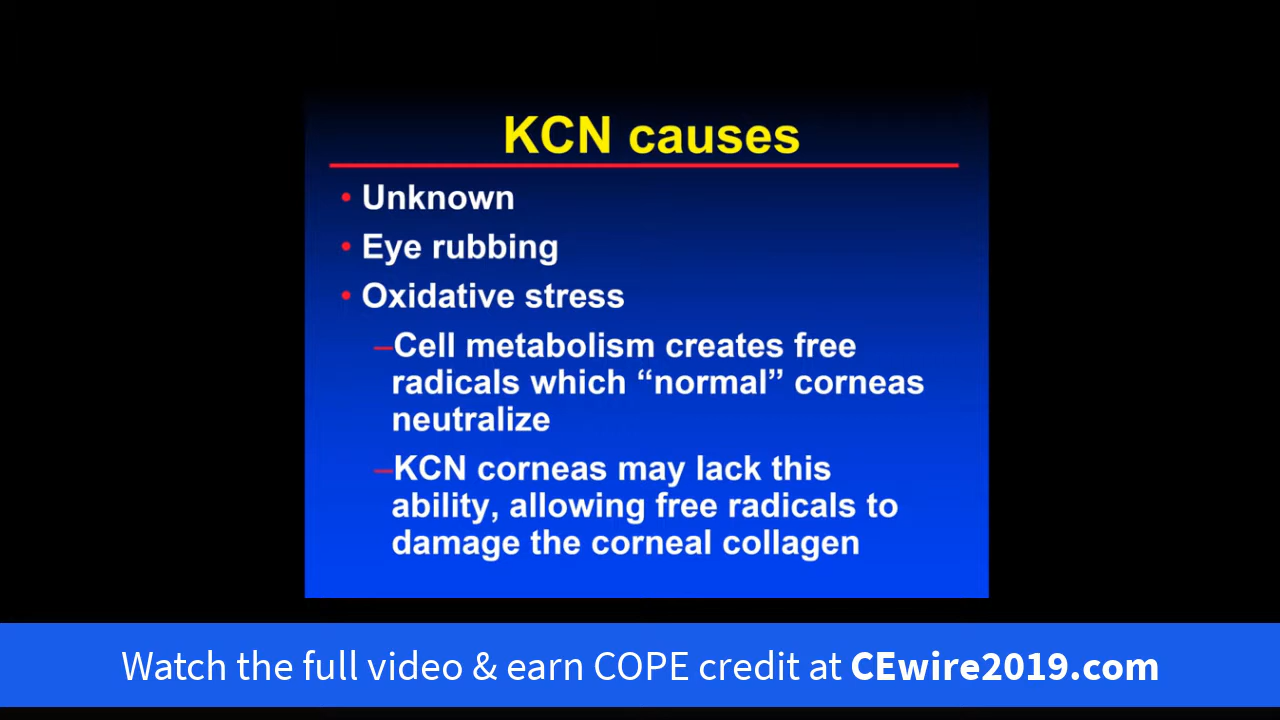 KCN causes
• Unknown
• Eye rubbing
• Oxidative stress
–Cell metabolism creates free
radicals which “normal” corneas
neutralize
–KCN corneas may lack this
ability, allowing free radicals to
damage the corneal collagen
Watch the full video & earn COPE credit at CEwire2019.com